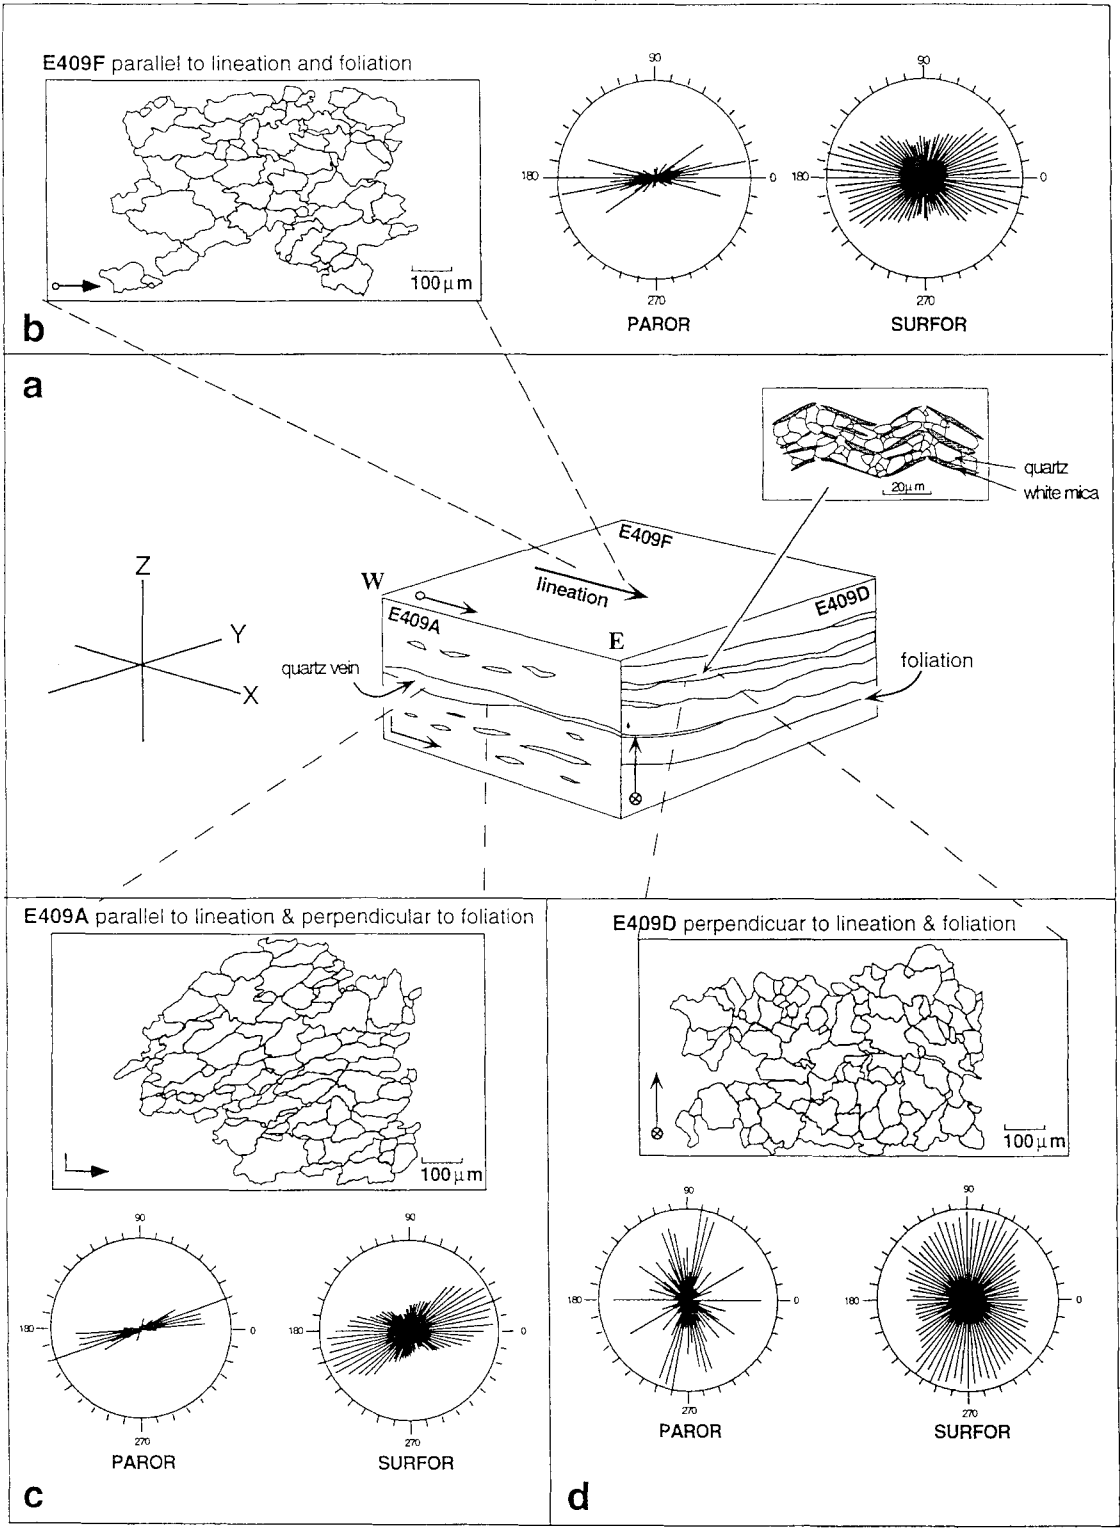 E409F parallel to lineation and foliation
100 μm
90
180
0
270
PAROR
90
180
0
270
SURFOR
b
a
quartz
white mica
20μm
Z
Y
X
W
E
E409F
lineation
E409A
E409D
quartz vein
foliation
E409A parallel to lineation & perpendicular to foliation
100 μm
90
180
0
270
PAROR
90
180
0
270
SURFOR
c
E409D perpendicuar to lineation & foliation
100 μm
90
180
0
270
PAROR
90
180
0
270
SURFOR
d